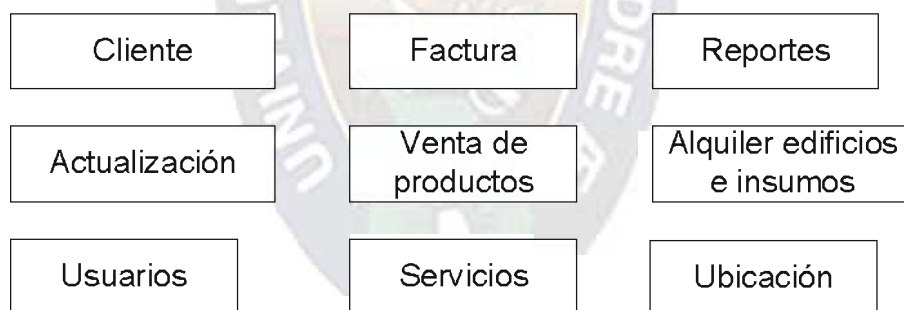 Cliente
Factura
Reportes
Actualización
Venta de
productos
Alquiler edificios
e insumos
Usuarios
Servicios
Ubicación